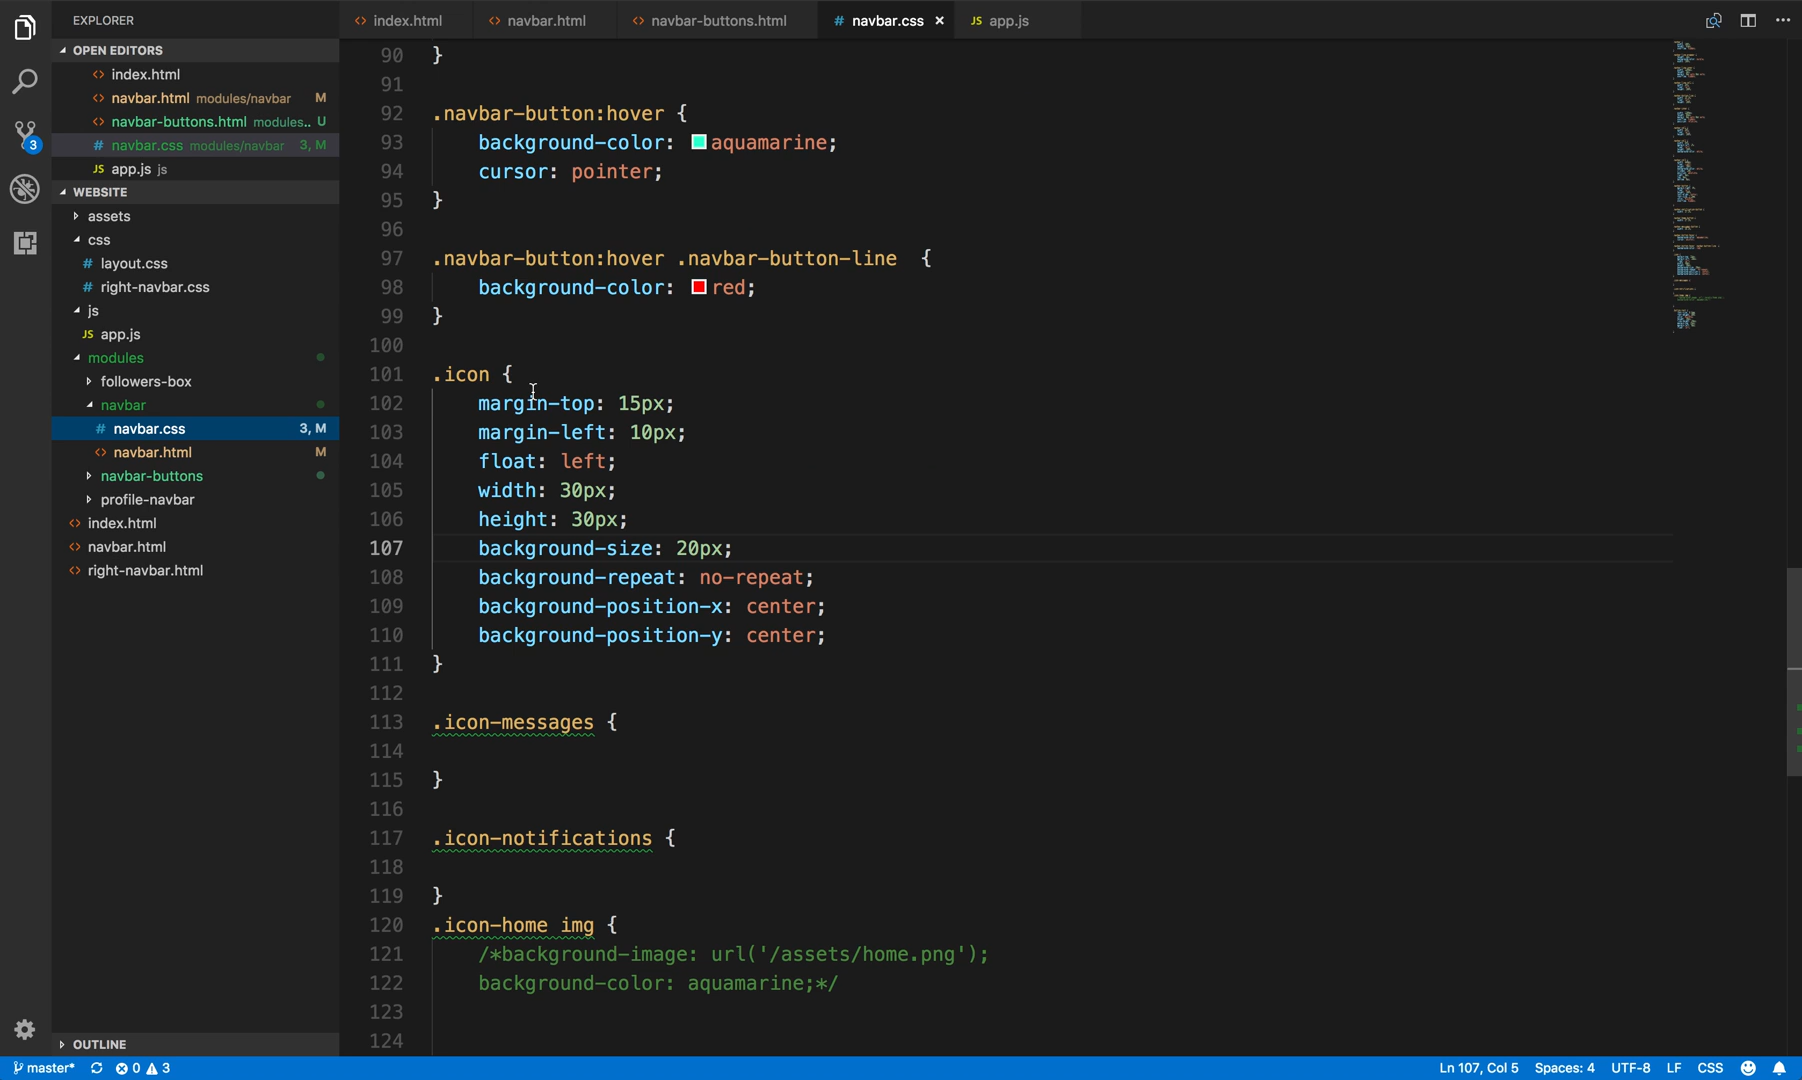 EXPLORER
OPEN EDITORS
<> index.html
<> navbar.html modules/navbar M
<> navbar-buttons.html modules... U
# navbar.css modules/navbar 3, M
JS app.js js
WEBSITE
assets
css
# layout.css
# right-navbar.css
js
JS app.js
modules
followers-box
navbar
# navbar.css 3, M
<> navbar.html M
navbar-buttons
profile-navbar
<> index.html
<> navbar.html
<> right-navbar.html
OUTLINE
3
<> index.html <> navbar.html <> navbar-buttons.html # navbar.css × JS app.js
90 }
91
92 .navbar-button:hover {
93 background-color: aquamarine;
94 cursor: pointer;
95 }
96
97 .navbar-button:hover .navbar-button-line {
98 background-color: red;
99 }
100
101 .icon {
102 margin-top: 15px;
103 margin-left: 10px;
104 float: left;
105 width: 30px;
106 height: 30px;
107 background-size: 20px;
108 background-repeat: no-repeat;
109 background-position-x: center;
110 background-position-y: center;
111 }
112
113 .icon-messages {
114
115 }
116
117 .icon-notifications {
118
119 }
120 .icon-home img {
121 /*background-image: url('/assets/home.png');
122 background-color: aquamarine;*/
123
124
master* 0 3 Ln 107, Col 5 Spaces: 4 UTF-8 LF CSS